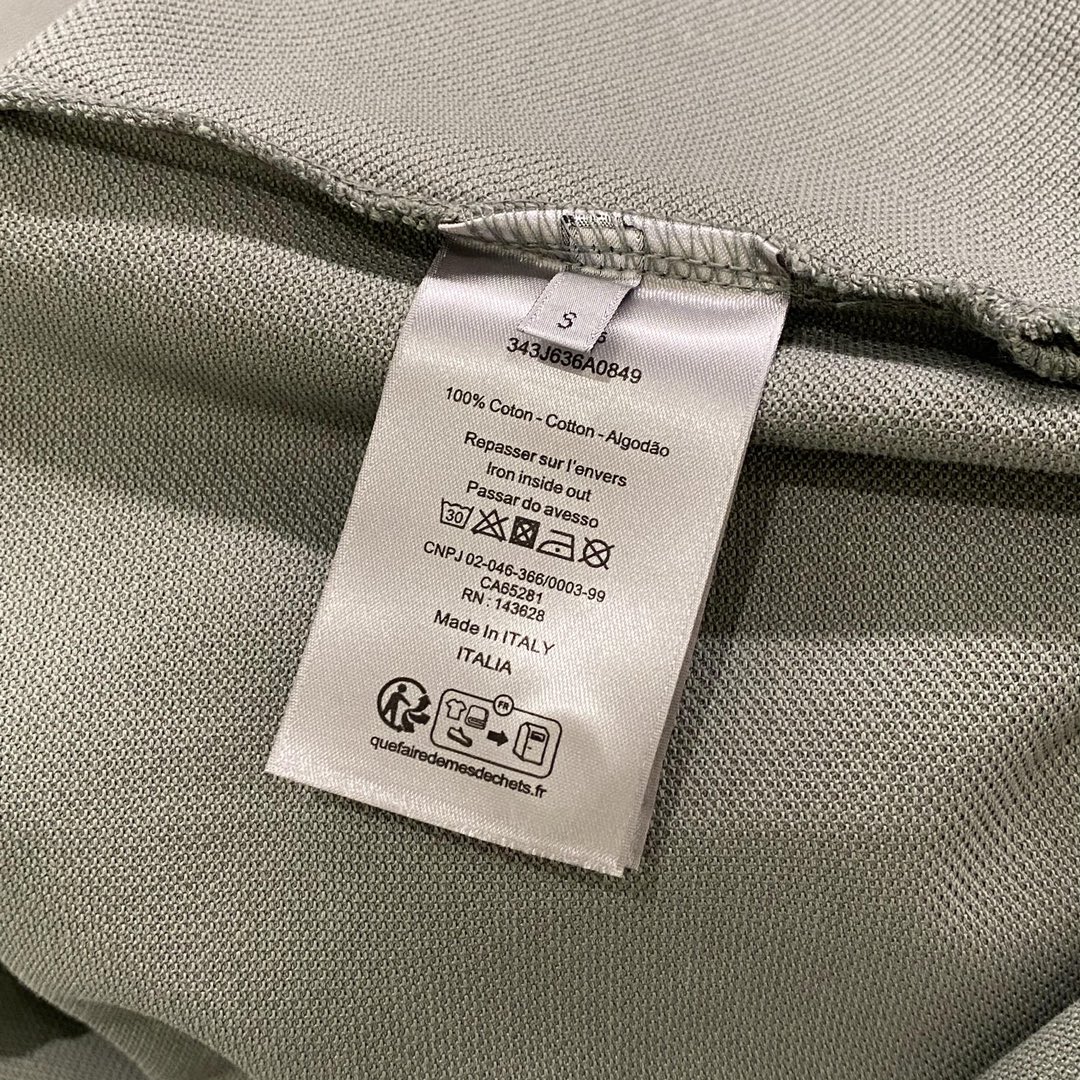 S
343J636A0849
100% Coton - Cotton - Algodão
Repasser sur l'envers
Iron inside out
Passar do avesso
30
CNPJ 02-046-366/0003-99
CA65281
RN : 143628
Made In ITALY
ITALIA
FR
quefairedemesdechets.fr